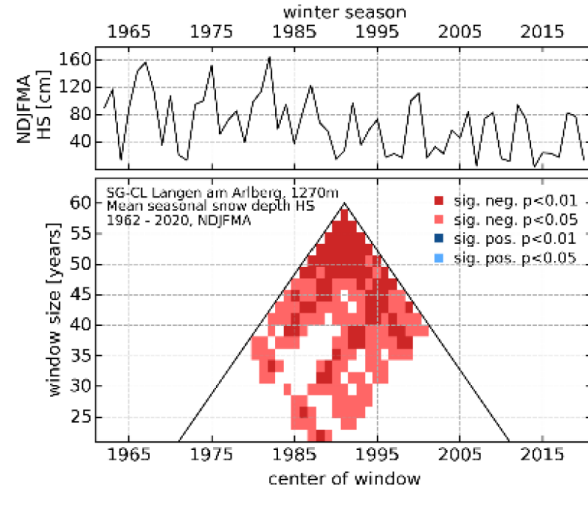 winter season
1965 1975 1985 1995 2005 2015
NDJFMA
HS [cm]
160
120
80
40
SG-CL Langen am Arlberg, 1270m
Mean seasonal snow depth HS
1962 - 2020, NDJFMA
sig. neg. p<0.01
sig. neg. p<0.05
sig. pos. p<0.01
sig. pos. p<0.05
window size [years]
60
55
50
45
40
35
30
25
1965 1975 1985 1995 2005 2015
center of window